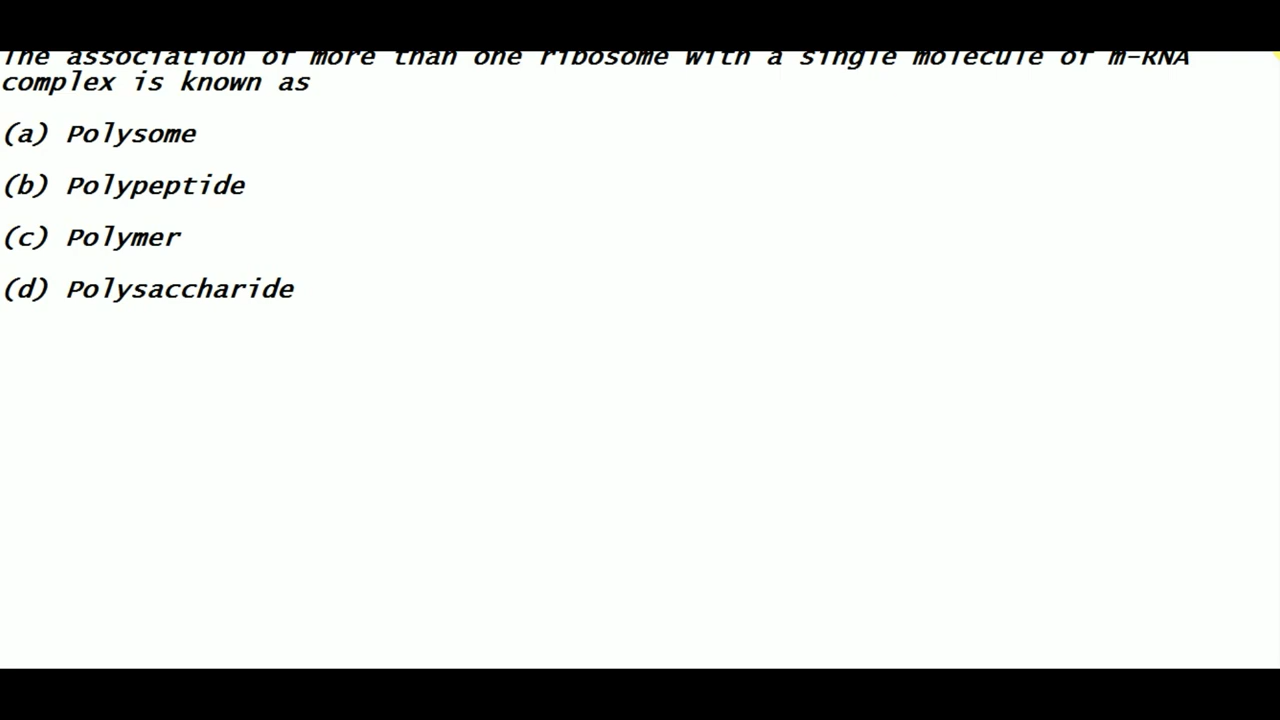 The association of more than one ribosome with a single molecule of m-RNA
complex is known as
(a) Polysome
(b) Polypeptide
(c) Polymer
(d) Polysaccharide